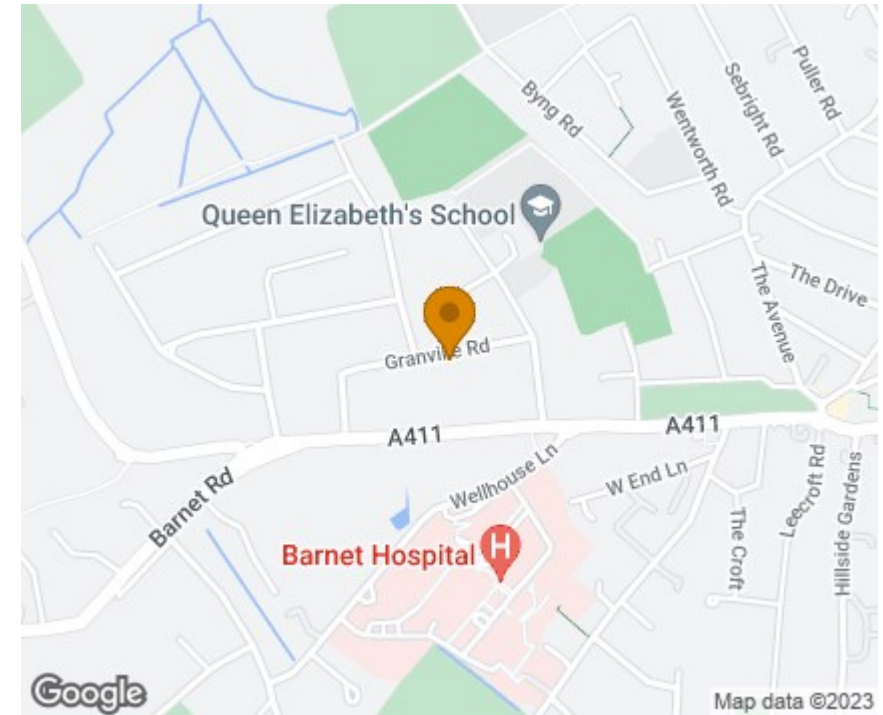 Puller Rd
Sebright Rd
Byng Rd
Wentworth Rd
Queen Elizabeth's School
The Drive
The Avenue
Granville Rd
A411
A411
Barnet Rd
Wellhouse Ln
W End Ln
Leecroft Rd
Hillside Gardens
The Croft
Barnet Hospital
H
Google
Map data ©2023